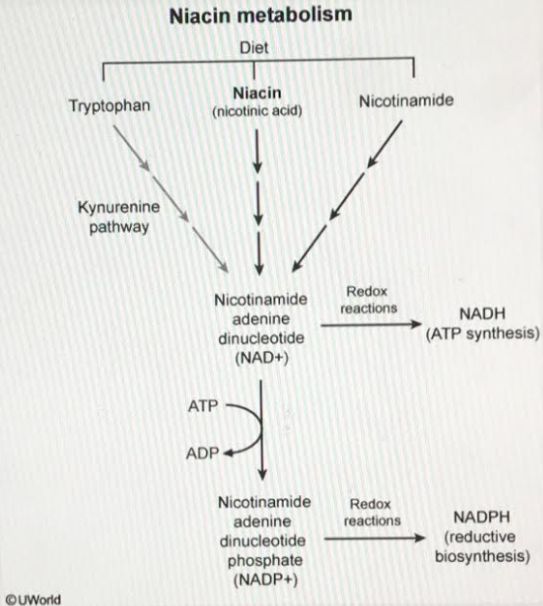 Niacin metabolism
Diet
Tryptophan
Niacin
(nicotinic acid)
Nicotinamide
Kynurenine
pathway
Nicotinamide
adenine
dinucleotide
(NAD+)
Redox
reactions
NADH
(ATP synthesis)
ATP
ADP
Nicotinamide
adenine
dinucleotide
phosphate
(NADP+)
Redox
reactions
NADPH
(reductive
biosynthesis)
©UWorld